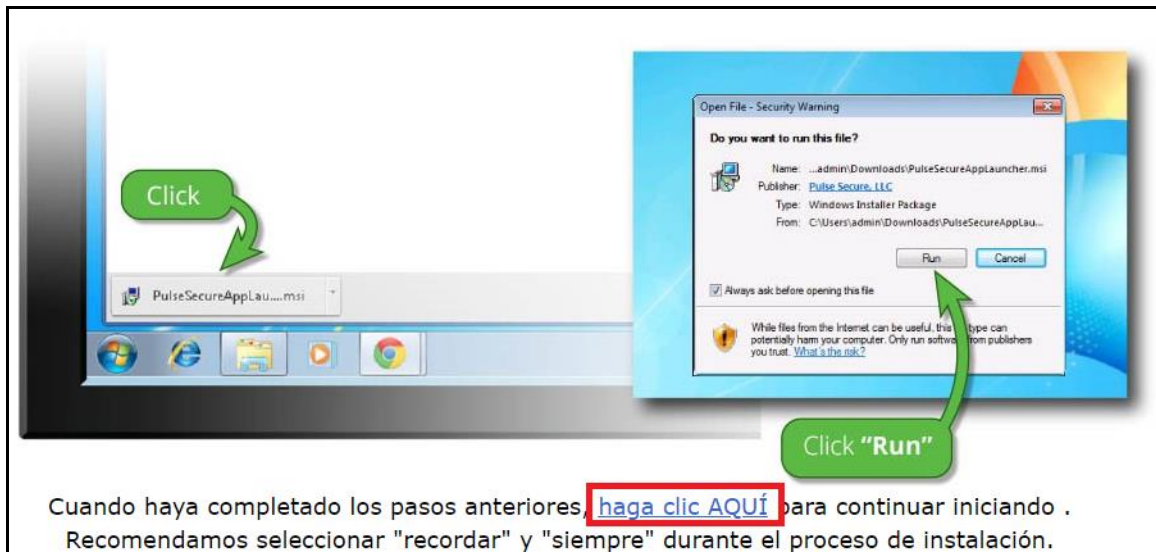 Click
PulseSecureAppLau....msi
Open File - Security Warning
Do you want to run this file?
Name: ...admin\Downloads\PulseSecureAppLauncher.msi
Publisher: Pulse Secure, LLC
Type: Windows Installer Package
From: C:\Users\admin\Downloads\PulseSecureAppLau...
Run Cancel
Always ask before opening this file
While files from the Internet can be useful, this type can
potentially harm your computer. Only run software from publishers
you trust. What's the risk?
Click "Run"
Cuando haya completado los pasos anteriores, haga clic AQUÍ para continuar iniciando .
Recomendamos seleccionar "recordar" y "siempre" durante el proceso de instalación.